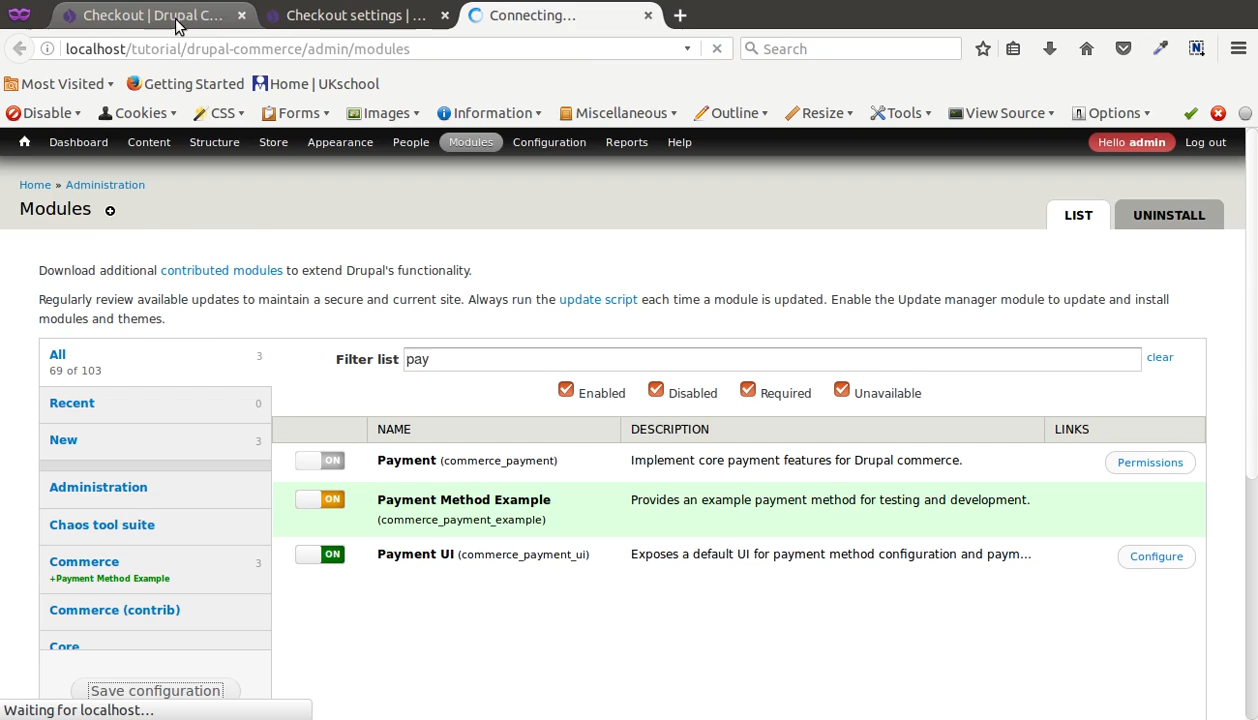 Checkout | Drupal C...
Checkout settings | ...
Connecting...
localhost/tutorial/drupal-commerce/admin/modules
Search
Most Visited
Getting Started
Home | UKschool
Disable
Cookies
CSS
Forms
Images
Information
Miscellaneous
Outline
Resize
Tools
View Source
Options
Dashboard
Content
Structure
Store
Appearance
People
Modules
Configuration
Reports
Help
Hello admin
Log out
Home » Administration
Modules
LIST
UNINSTALL
Download additional contributed modules to extend Drupal's functionality.
Regularly review available updates to maintain a secure and current site. Always run the update script each time a module is updated. Enable the Update manager module to update and install
modules and themes.
All
3
69 of 103
Recent
0
New
3
Administration
Chaos tool suite
Commerce
3
+Payment Method Example
Commerce (contrib)
Core
Save configuration
Filter list
pay
clear
Enabled
Disabled
Required
Unavailable
NAME
DESCRIPTION
LINKS
ON
Payment (commerce_payment)
Implement core payment features for Drupal commerce.
Permissions
ON
Payment Method Example
(commerce_payment_example)
Provides an example payment method for testing and development.
ON
Payment UI (commerce_payment_ui)
Exposes a default UI for payment method configuration and paym...
Configure
Waiting for localhost...